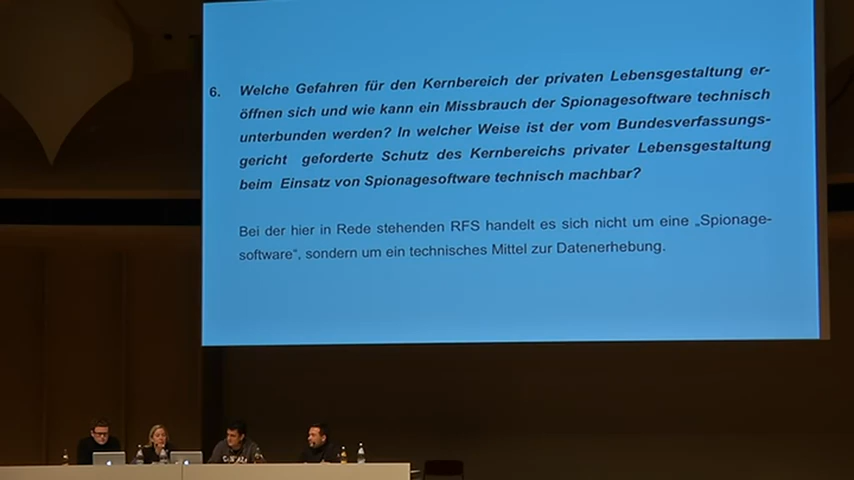 6. Welche Gefahren für den Kernbereich der privaten Lebensgestaltung er-
öffnen sich und wie kann ein Missbrauch der Spionagesoftware technisch
unterbunden werden? In welcher Weise ist der vom Bundesverfassungs-
gericht geforderte Schutz des Kernbereichs privater Lebensgestaltung
beim Einsatz von Spionagesoftware technisch machbar?
Bei der hier in Rede stehenden RFS handelt es sich nicht um eine „Spionage-
software“, sondern um ein technisches Mittel zur Datenerhebung.